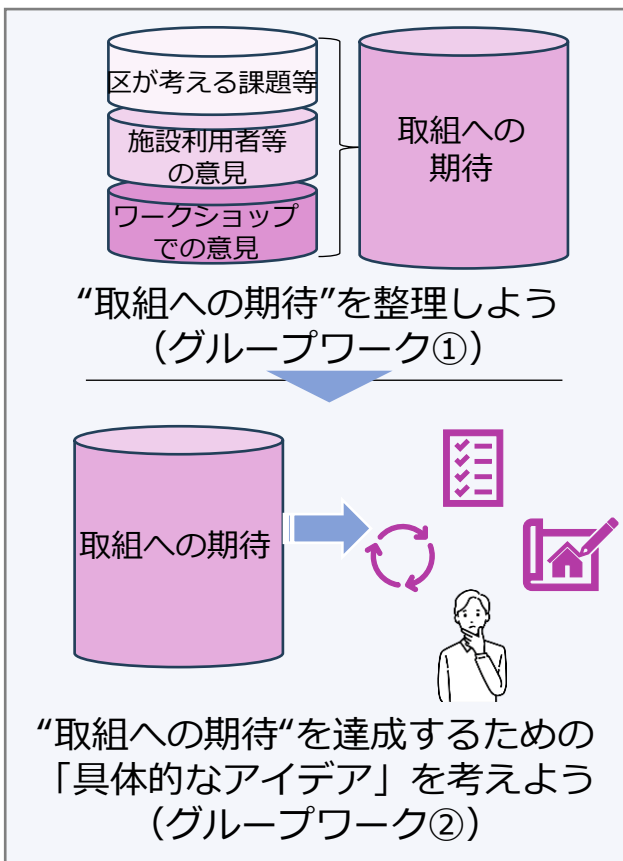 区が考える課題等
施設利用者等
の意見
ワークショップ
での意見
取組への
期待
“取組への期待”を整理しよう
（グループワーク①）
取組への期待
“取組への期待“を達成するための
「具体的なアイデア」を考えよう
（グループワーク②）